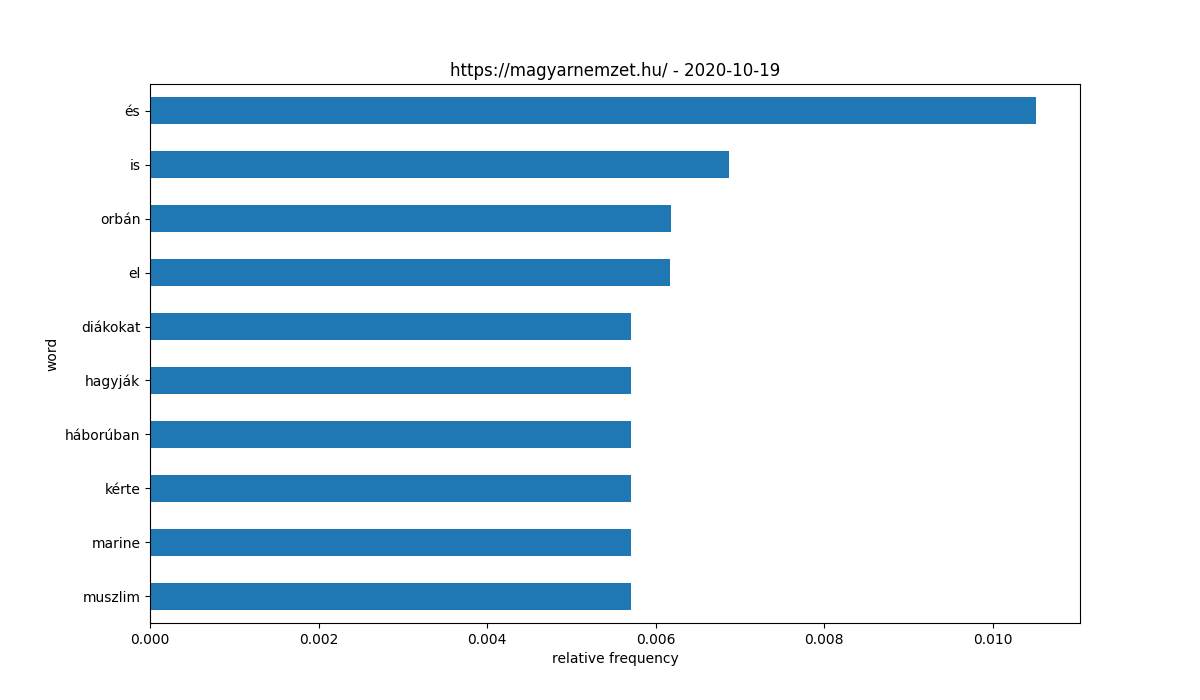 https://magyarnemzet.hu/ - 2020-10-19
és
is
orbán
el
diákokat
hagyják
háborúban
kérte
marine
muszlim
word
0.000 0.002 0.004 0.006 0.008 0.010
relative frequency